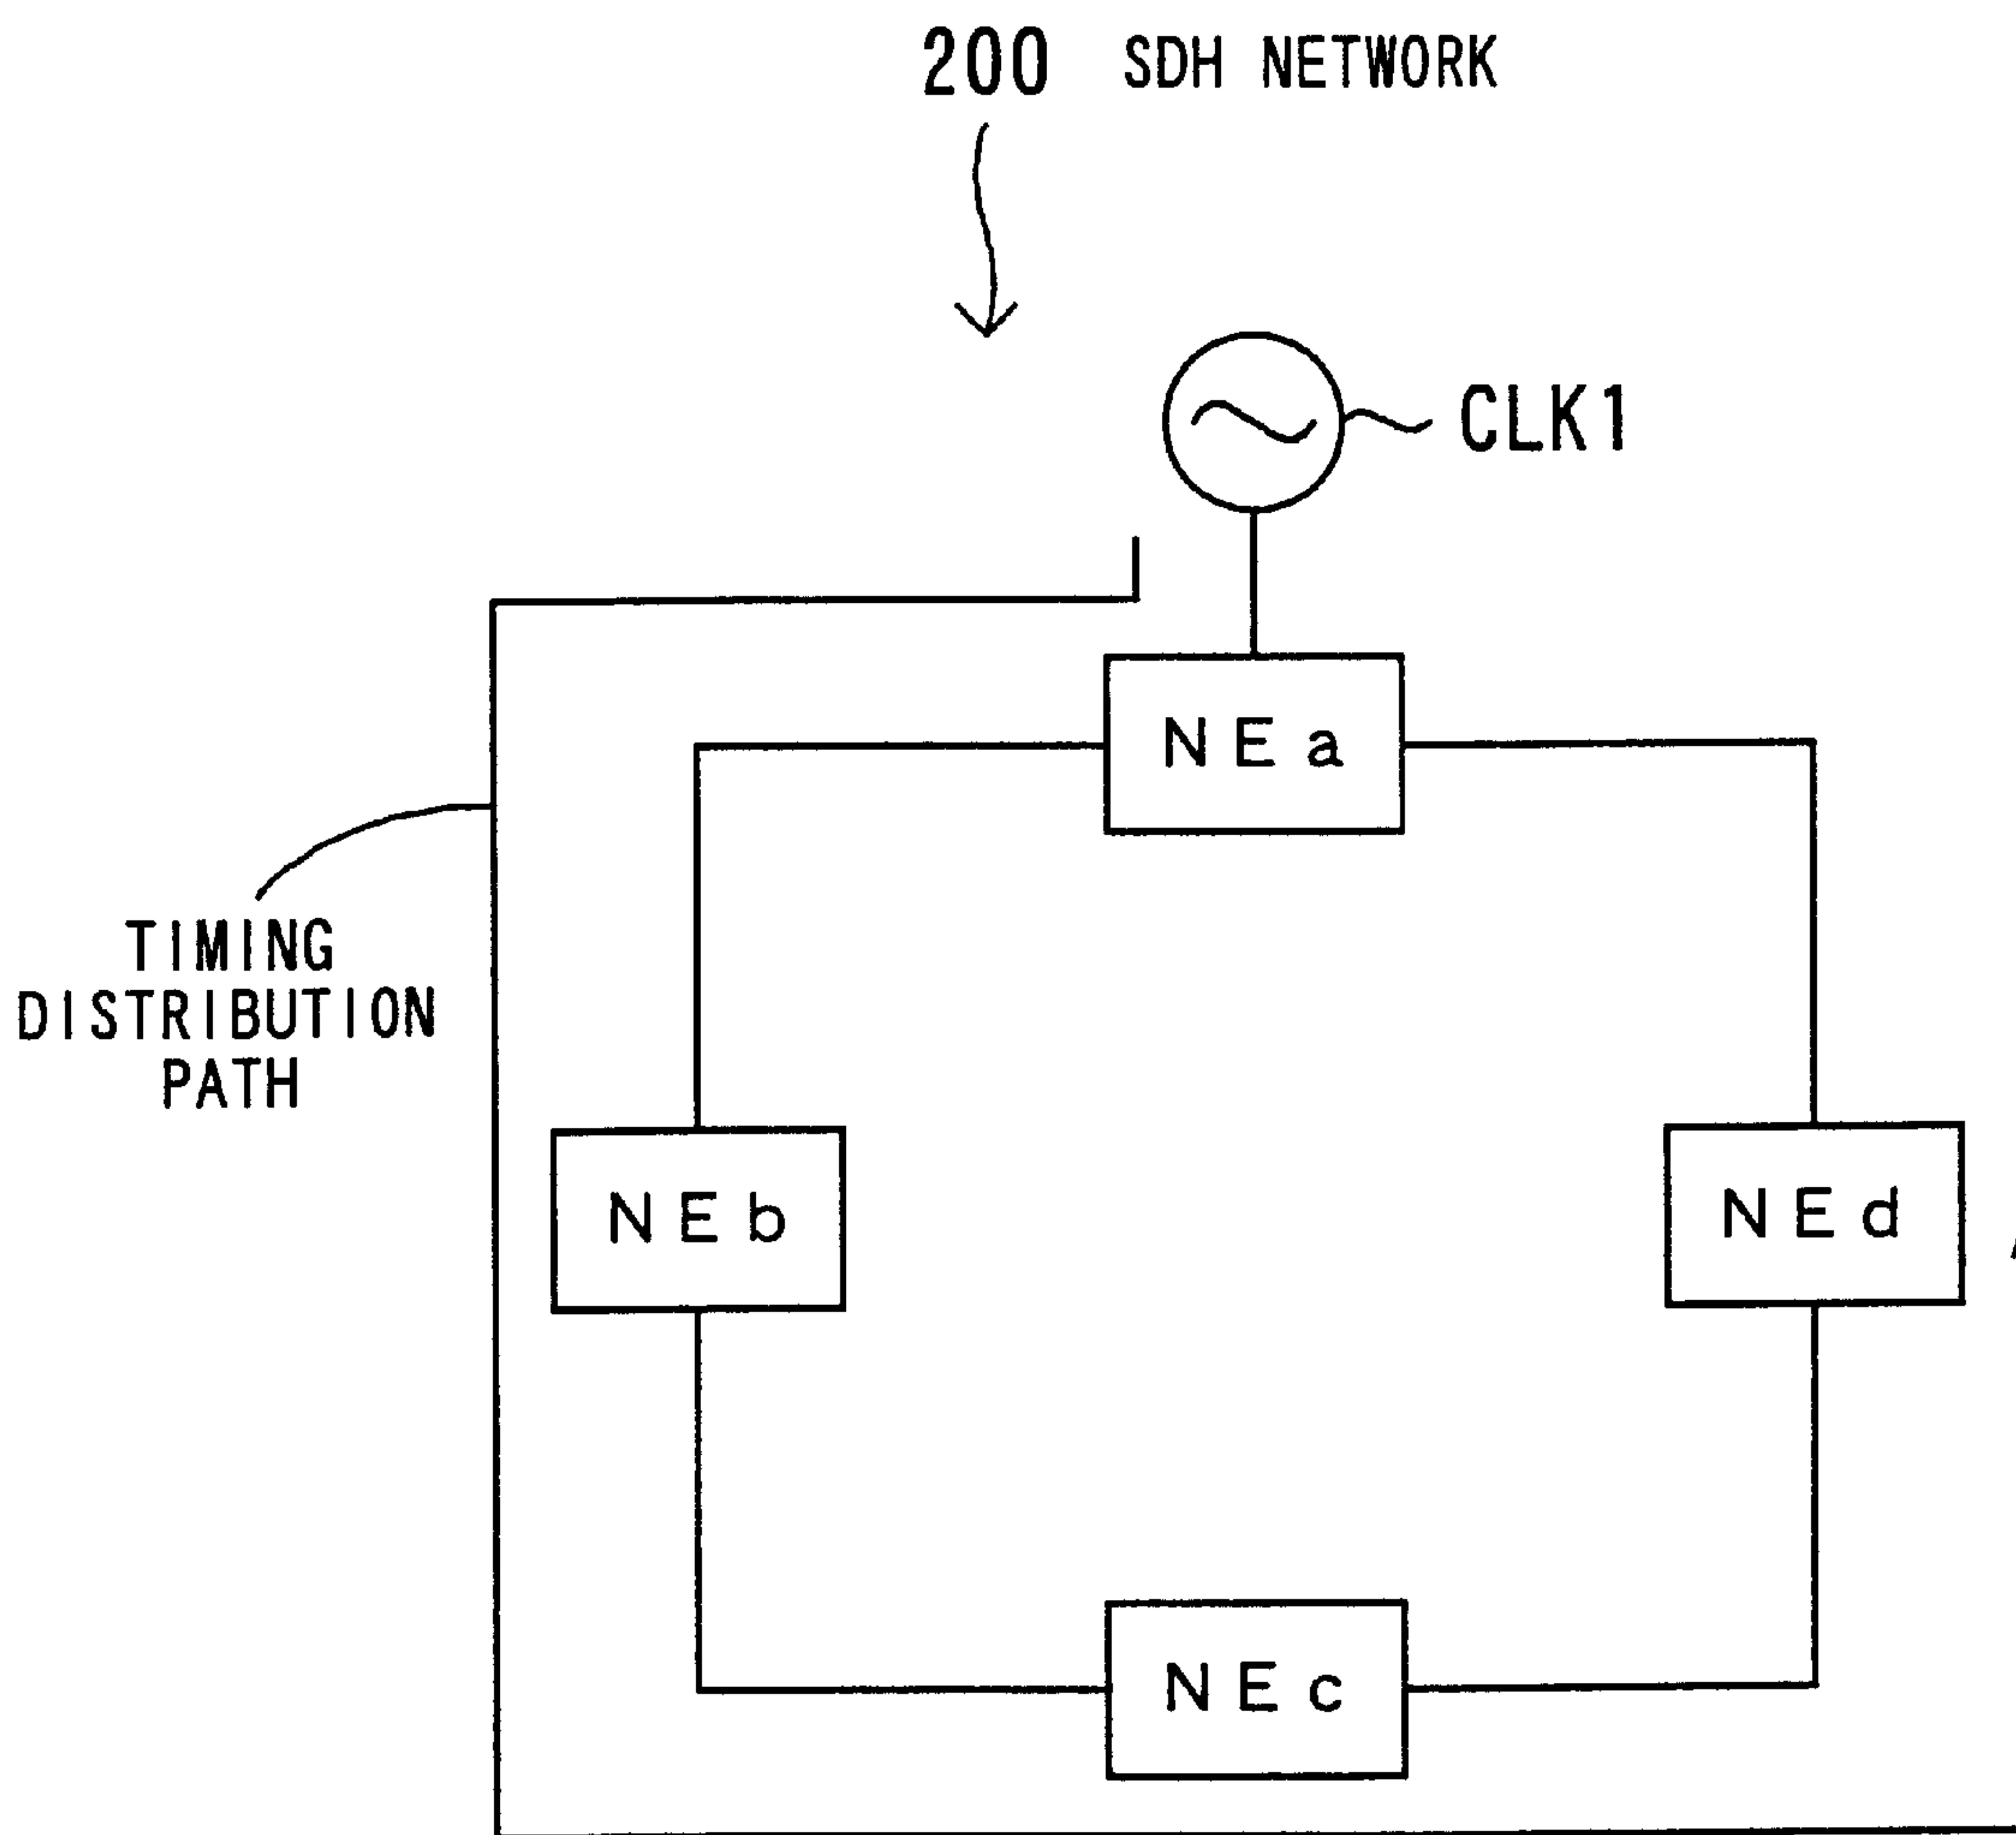 200 SDH NETWORK
CLK1
NEa
TIMING
DISTRIBUTION
PATH
NEb
NEd
NEc